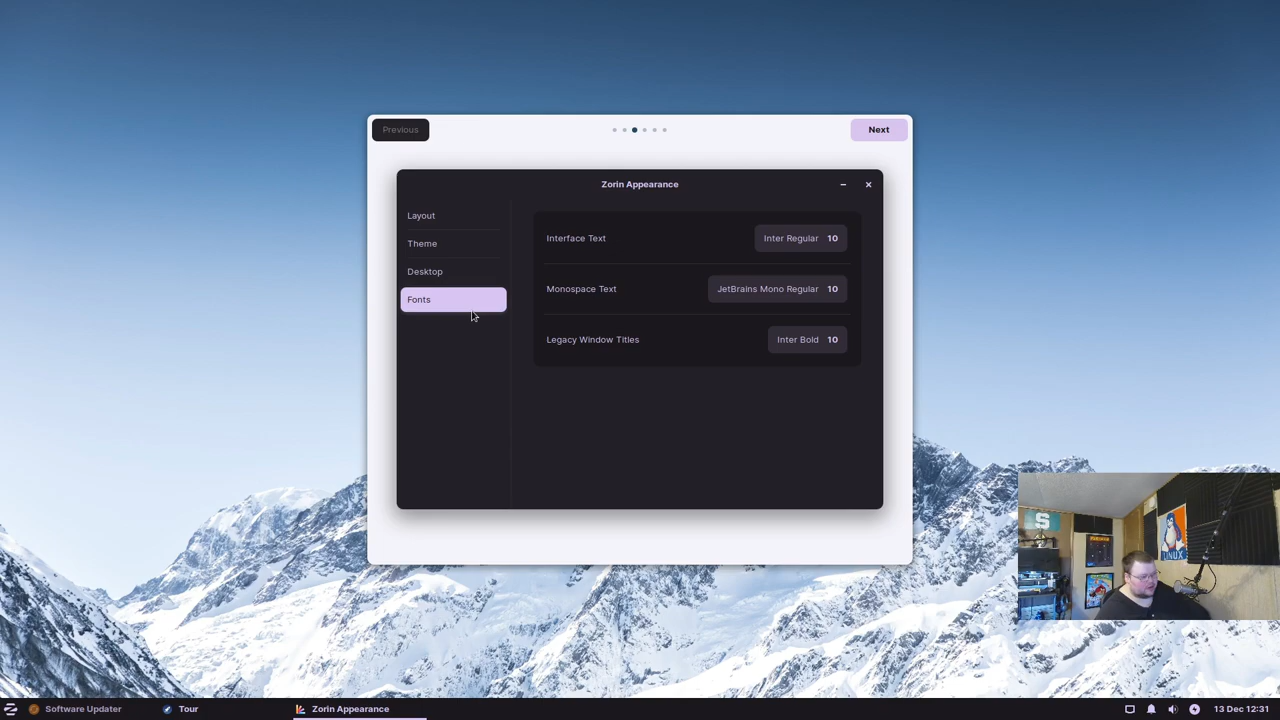 Previous
Next
Zorin Appearance
Layout
Theme
Desktop
Fonts
Interface Text
Inter Regular 10
Monospace Text
JetBrains Mono Regular 10
Legacy Window Titles
Inter Bold 10
S
LINUX
Software Updater
Tour
Zorin Appearance
13 Dec 12:31